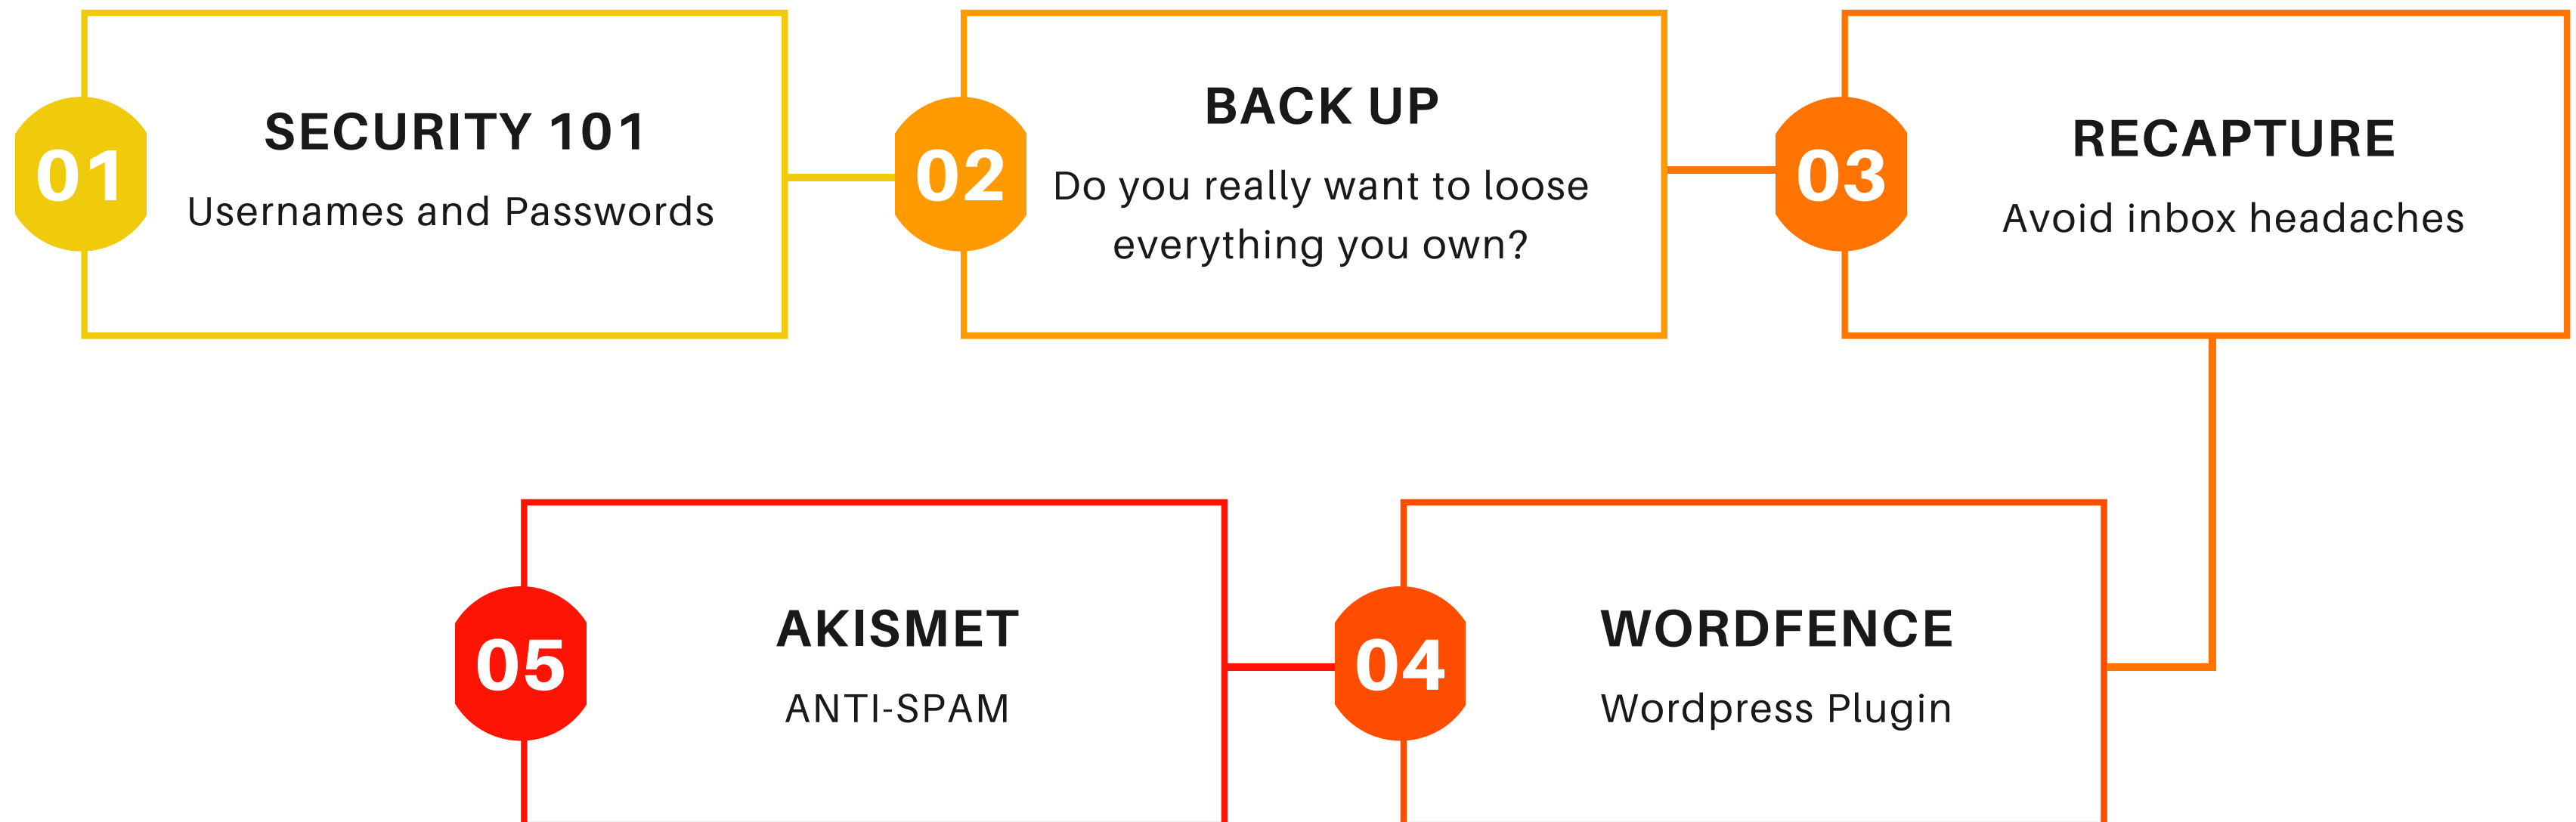 01
SECURITY 101
Usernames and Passwords
02
BACK UP
Do you really want to loose
everything you own?
03
RECAPTURE
Avoid inbox headaches
04
WORDFENCE
Wordpress Plugin
05
AKISMET
ANTI-SPAM